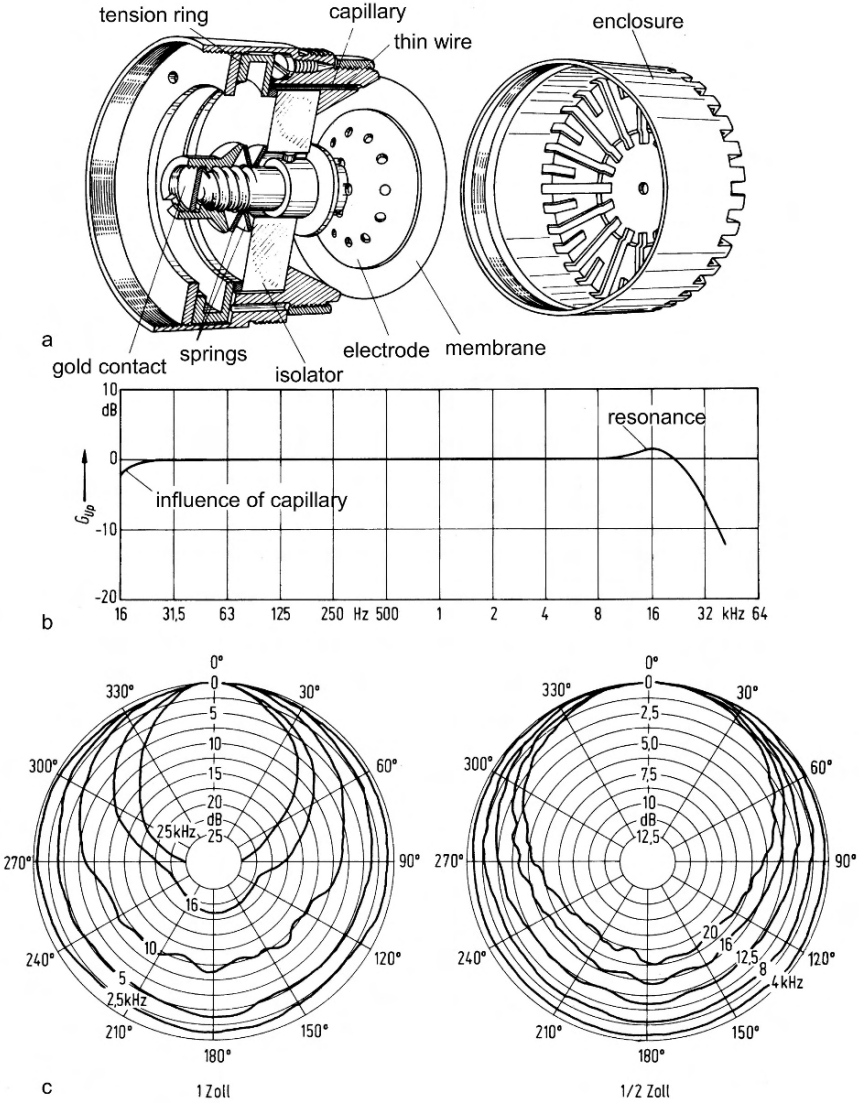 tension ring
capillary
thin wire
enclosure
a
gold contact
springs
isolator
electrode
membrane
10
dB
0
-10
-20
G_Up
resonance
influence of capillary
16 31,5 63 125 250 Hz 500 1 2 4 8 16 32 kHz 64
b
0°
330° 0 30°
5
300° 10 60°
15
20
dB
25kHz 25
270° 90°
16
10
240° 120°
5
2,5kHz
210° 150°
180°
1 Zoll
0°
330° 0 30°
2,5
300° 5,0 60°
7,5
10
dB
12,5
270° 90°
20
16
240° 12,5 120°
8
4kHz
210° 150°
180°
c
1/2 Zoll